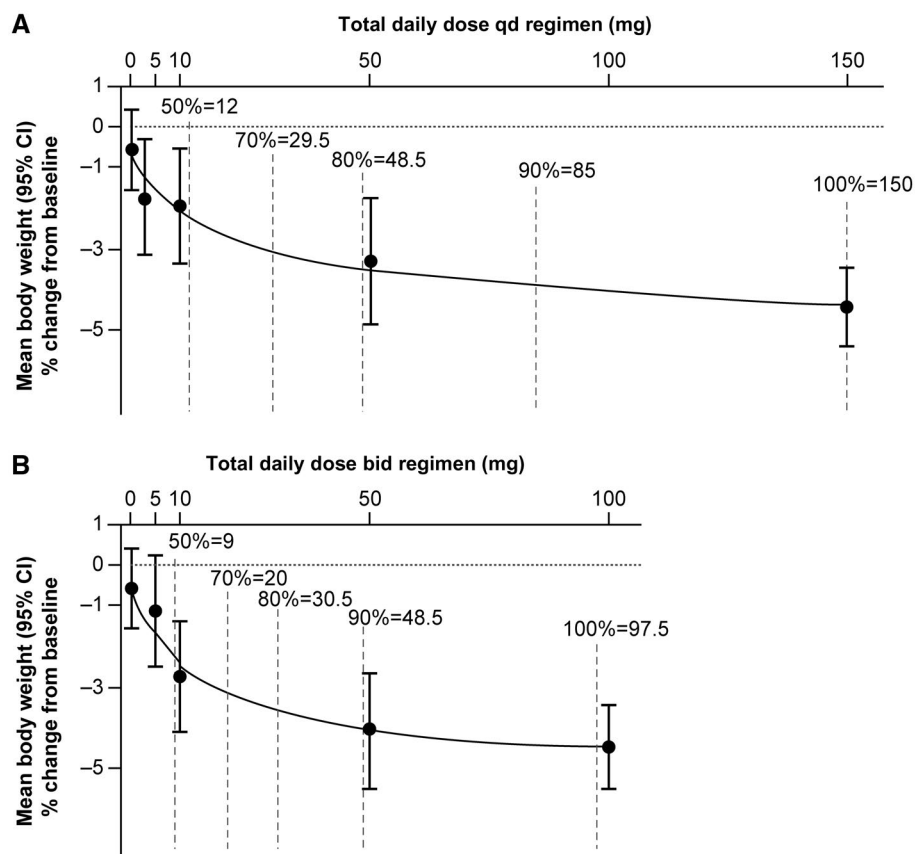 A
Total daily dose qd regimen (mg)
0 5 10 50 100 150
1
0
–1
–3
–5
Mean body weight (95% CI)
% change from baseline
50%=12
70%=29.5
80%=48.5
90%=85
100%=150
B
Total daily dose bid regimen (mg)
0 5 10 50 100
1
0
–1
–3
–5
Mean body weight (95% CI)
% change from baseline
50%=9
70%=20
80%=30.5
90%=48.5
100%=97.5